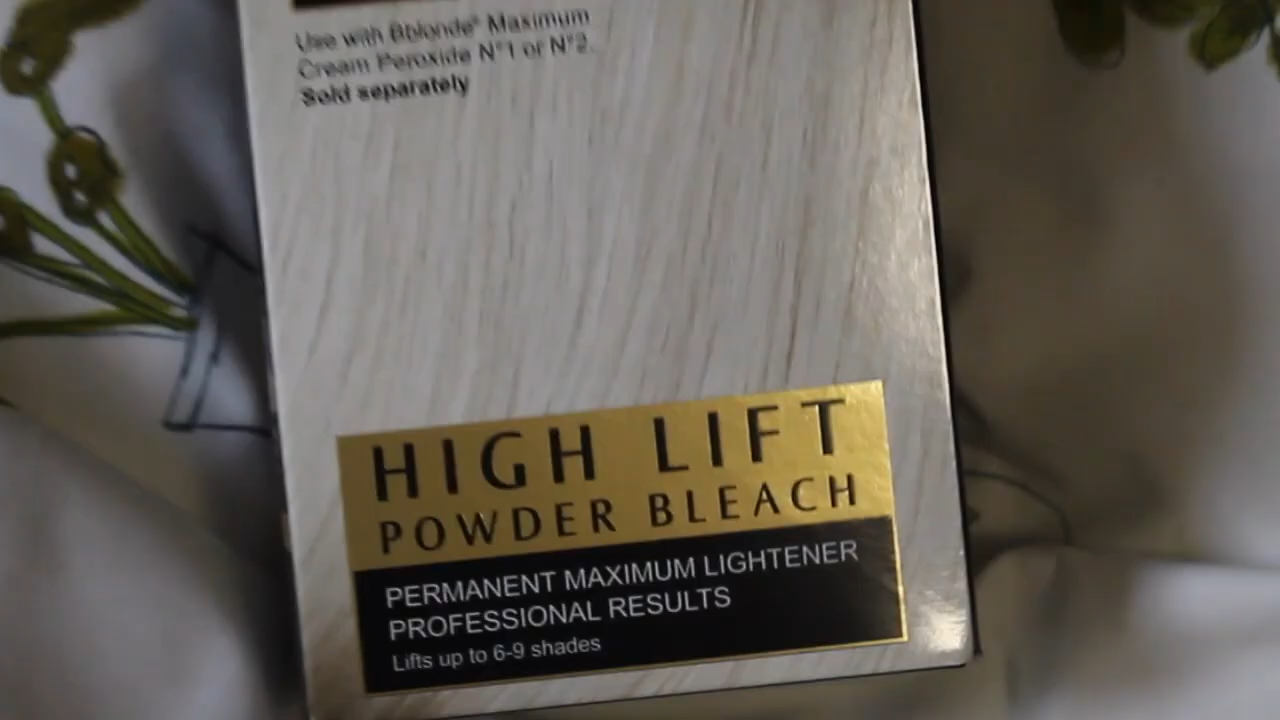 Use with Bblonde® Maximum
Cream Peroxide N°1 or N°2.
Sold separately
HIGH LIFT
POWDER BLEACH
PERMANENT MAXIMUM LIGHTENER
PROFESSIONAL RESULTS
Lifts up to 6-9 shades